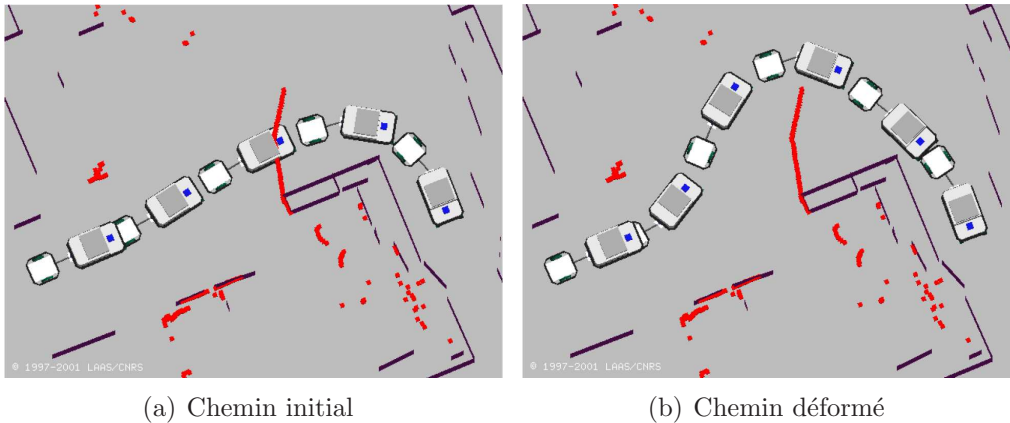 © 1997-2001 LAAS/CNRS
© 1997-2001 LAAS/CNRS
(a) Chemin initial
(b) Chemin déformé